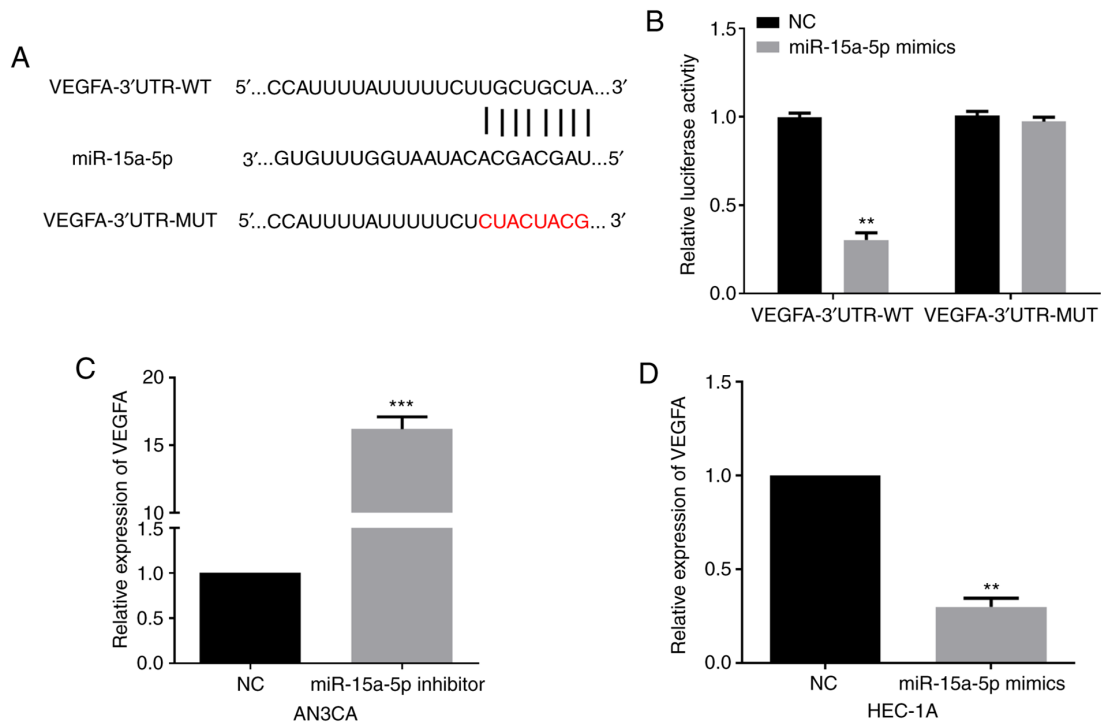 A
VEGFA-3′UTR-WT 5′...CCAUUUUAUUUUUCUUGCUGCUA...3′
miR-15a-5p 3′...GUGUUUGGUAAUACACGACGAU...5′
VEGFA-3′UTR-MUT 5′...CCAUUUUAUUUUUCUCUACUACG...3′
B
NC
miR-15a-5p mimics
Relative luciferase activtiy
1.5
1.0
0.5
0.0
**
VEGFA-3′UTR-WT VEGFA-3′UTR-MUT
C
Relative expression of VEGFA
20
15
10
1.5
1.0
0.5
0.0
***
NC miR-15a-5p inhibitor
AN3CA
D
Relative expression of VEGFA
1.5
1.0
0.5
0.0
**
NC miR-15a-5p mimics
HEC-1A